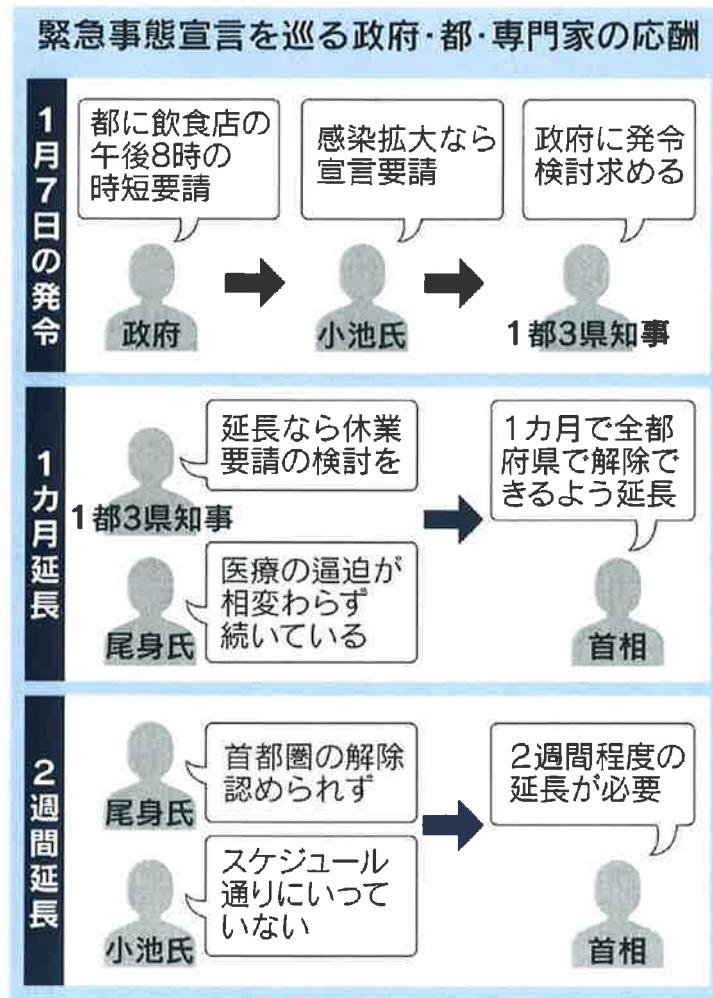 緊急事態宣言を巡る政府・都・専門家の応酬
1月7日の発令
都に飲食店の
午後8時の
時短要請
政府
感染拡大なら
宣言要請
小池氏
政府に発令
検討求める
1都3県知事
1カ月延長
延長なら休業
要請の検討を
1都3県知事
医療の逼迫が
相変わらず
続いている
尾身氏
1カ月で全都
府県で解除で
きるよう延長
首相
2週間延長
首都圏の解除
認められず
尾身氏
スケジュール
通りにいって
いない
小池氏
2週間程度の
延長が必要
首相